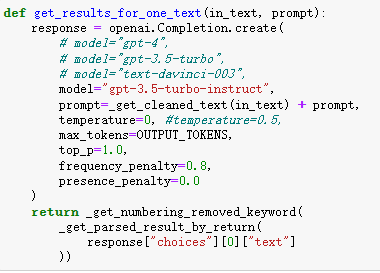 def get_results_for_one_text(in_text, prompt):
    response = openai.Completion.create(
        # model="gpt-4",
        # model="gpt-3.5-turbo",
        # model="text-davinci-003",
        model="gpt-3.5-turbo-instruct",
        prompt=_get_cleaned_text(in_text) + prompt,
        temperature=0, #temperature=0.5,
        max_tokens=OUTPUT_TOKENS,
        top_p=1.0,
        frequency_penalty=0.8,
        presence_penalty=0.0
    )
    return _get_numbering_removed_keyword(
        _get_parsed_result_by_return(
            response["choices"][0]["text"]
        ))